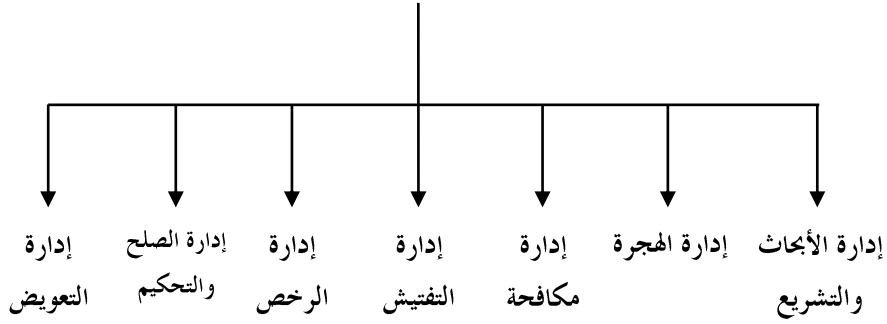 إدارة الأبحاث
والتشريع
إدارة الهجرة
إدارة
مكافحة
إدارة
التفتيش
إدارة
الرخص
إدارة الصلح
والتحكيم
إدارة
التعويض